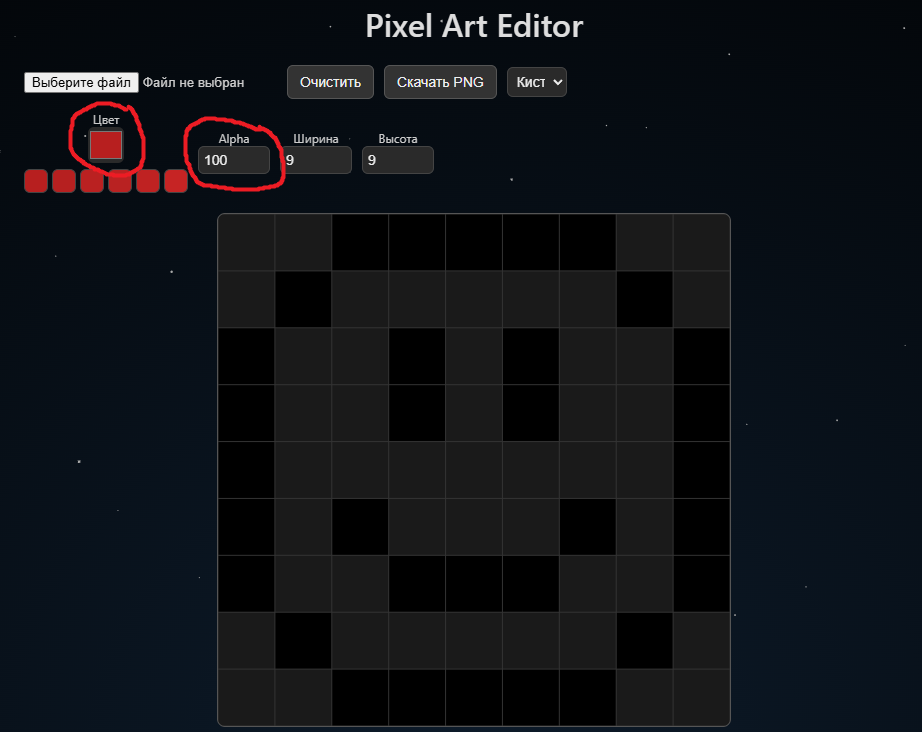 Pixel Art Editor
Выберите файл Файл не выбран Очистить Скачать PNG Кист
Цвет
Alpha Ширина Высота
100 9 9